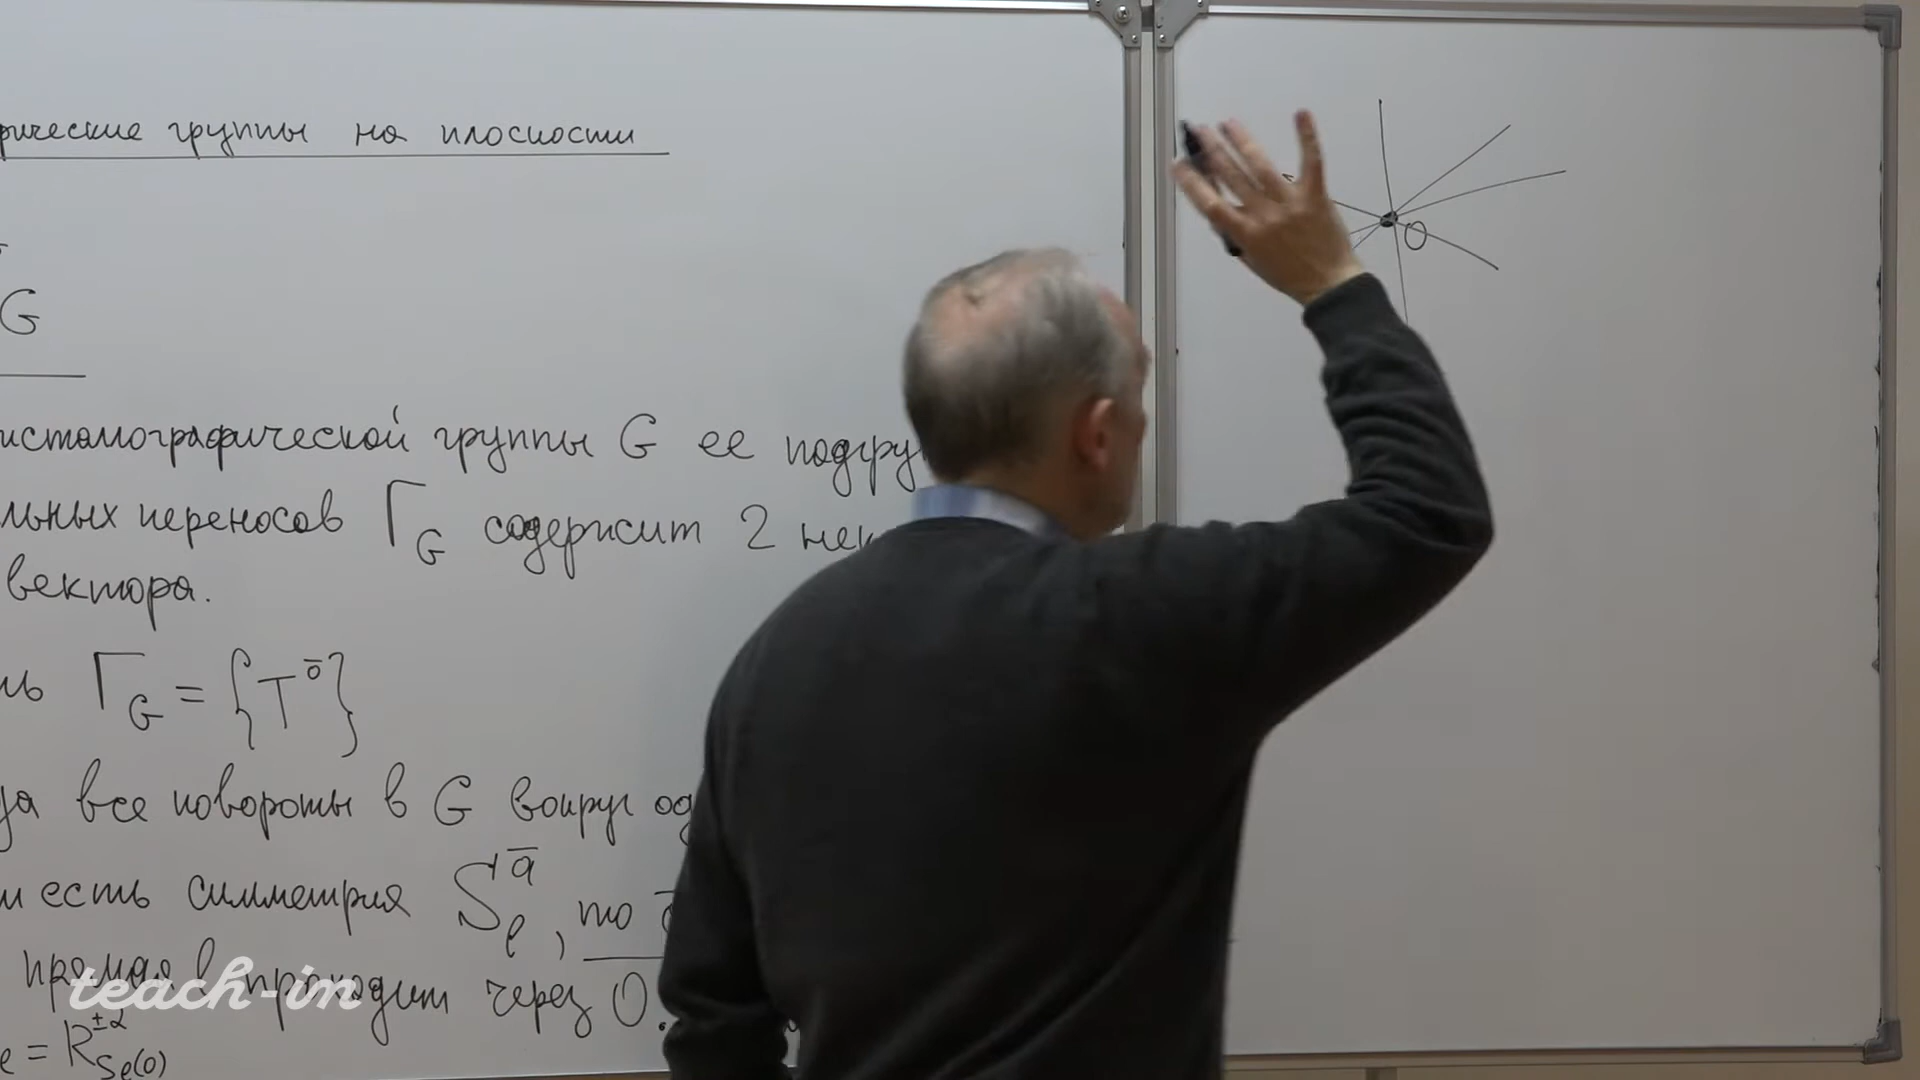 рические группы на плоскости
G
исталлографической группы G ее подгру
льных переносов Γ_G содержит 2 нек
вектора.
ль Γ_G = {T^ō}
да все повороты в G вокруг од
и есть симметрия S_ℓ^ā, то
прямая ℓ проходит через O.
e = R^{±α}_{S_ℓ(O)}
O
teach-in